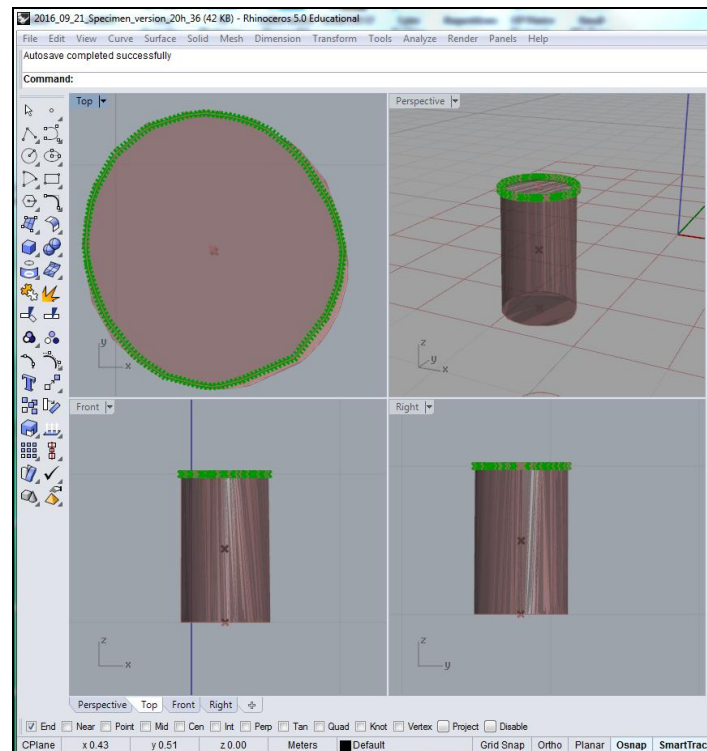 2016_09_21_Specimen_version_20h_36 (42 KB) - Rhinoceros 5.0 Educational
File Edit View Curve Surface Solid Mesh Dimension Transform Tools Analyze Render Panels Help
Autosave completed successfully
Command:
Top
Perspective
y
x
z
y
x
Front
Right
z
x
z
y
Perspective Top Front Right
End Near Point Mid Cen Int Perp Tan Quad Knot Vertex Project Disable
CPlane x 0.43 y 0.51 z 0.00 Meters Default Grid Snap Ortho Planar Osnap SmartTrac